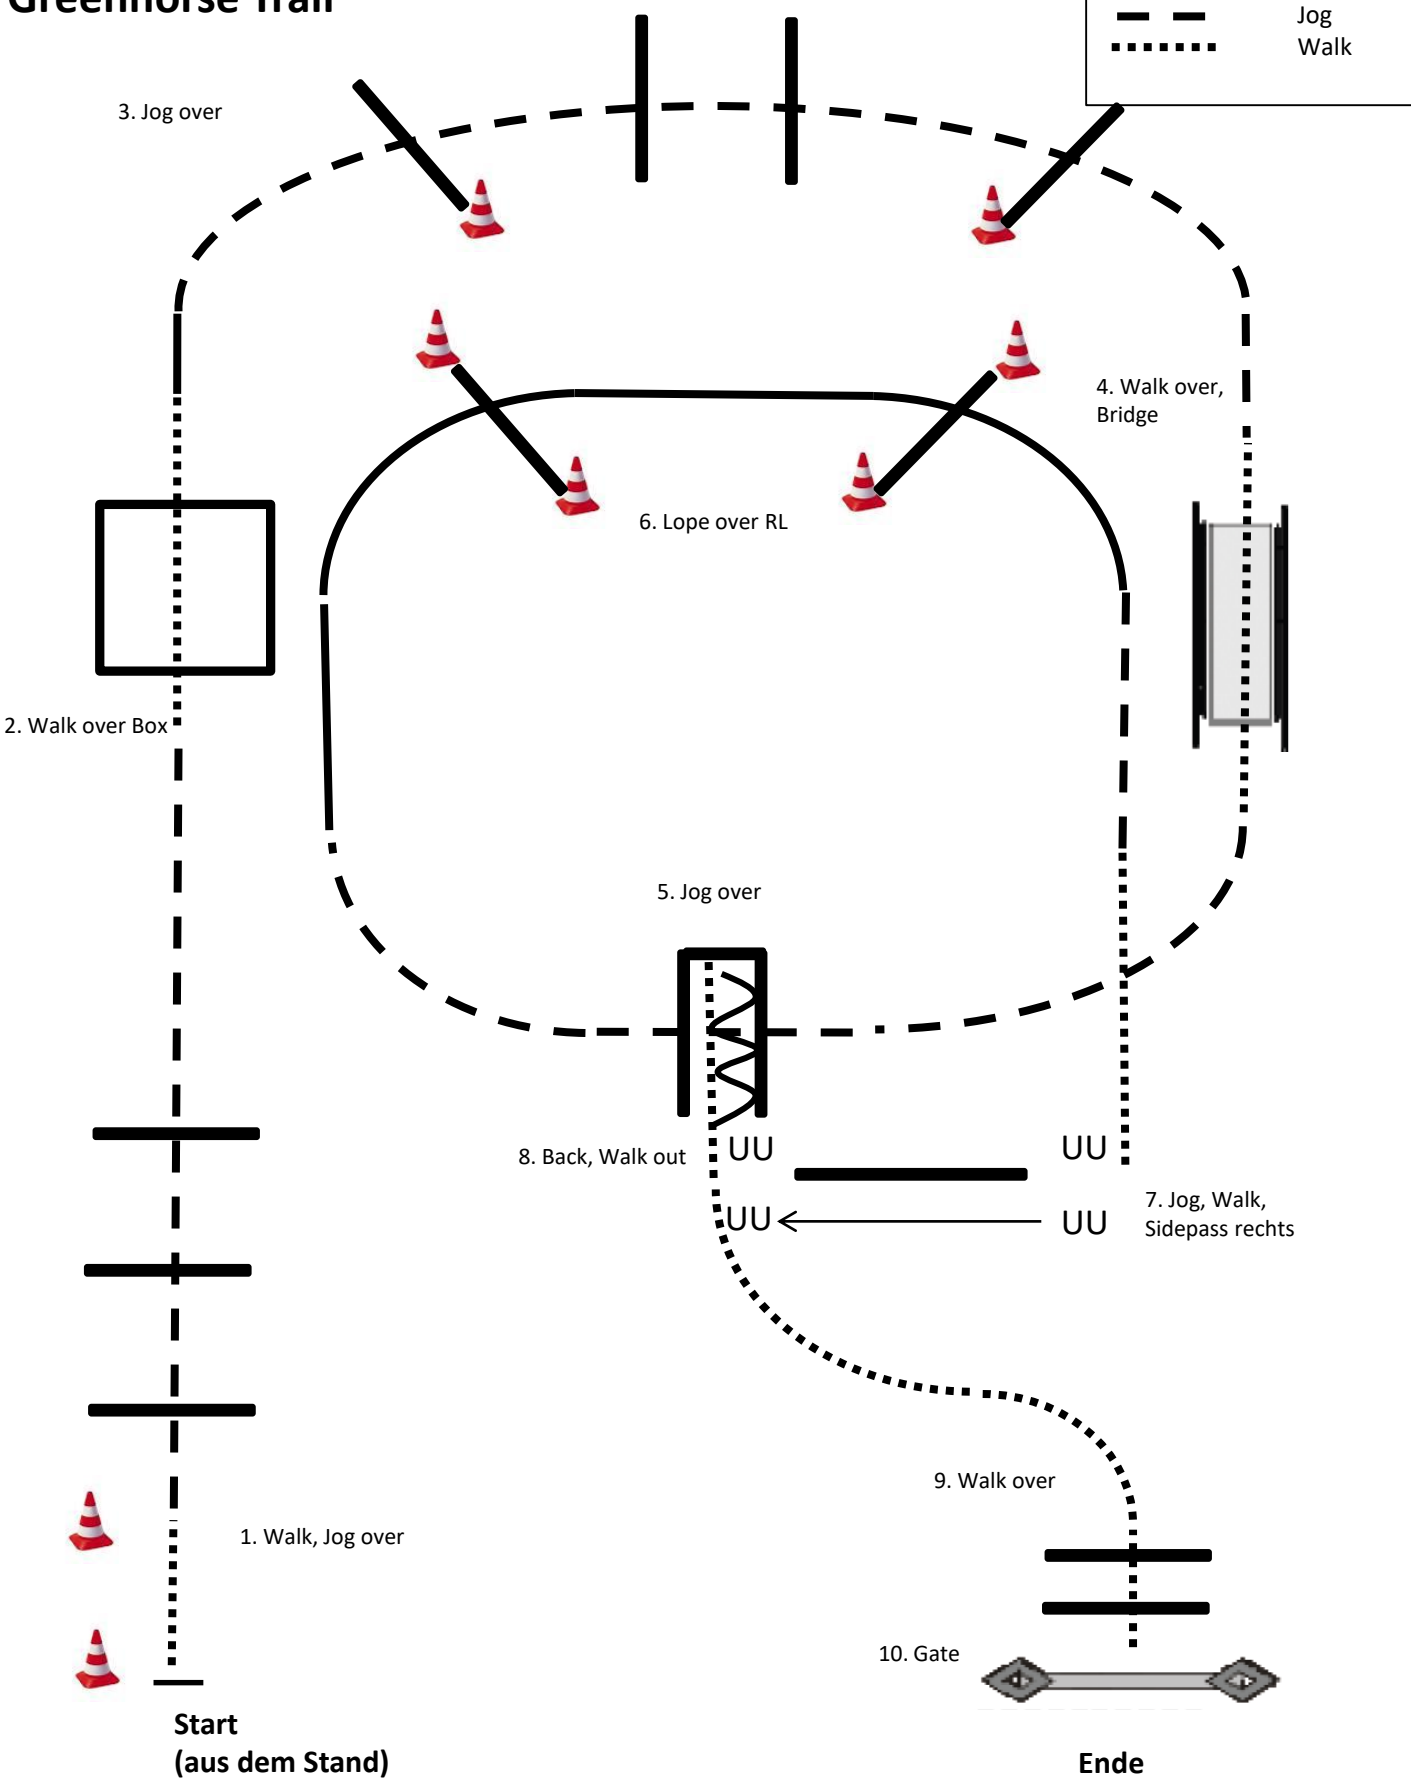 Greenhorse Trail
Jog
Walk
3. Jog over
4. Walk over,
Bridge
6. Lope over RL
2. Walk over Box
5. Jog over
8. Back, Walk out
UU
UU
UU
UU
7. Jog, Walk,
Sidepass rechts
9. Walk over
1. Walk, Jog over
10. Gate
Start
(aus dem Stand)
Ende